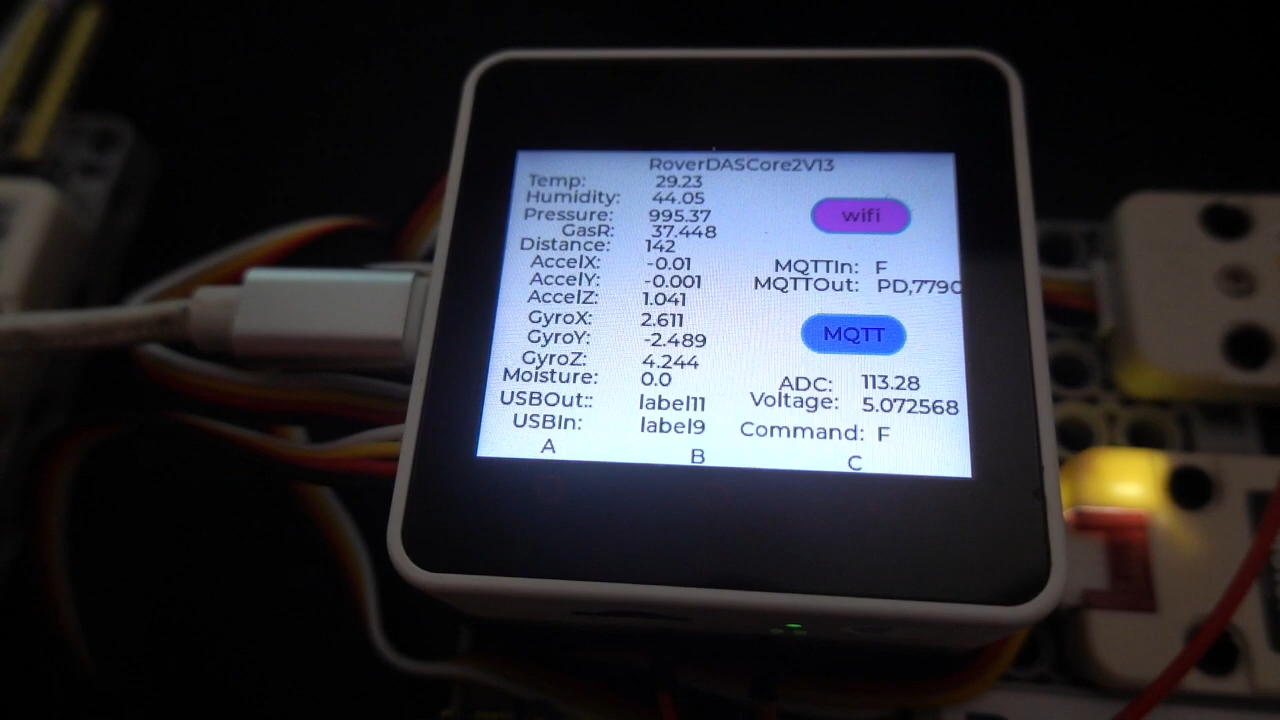 RoverDASCore2V13
Temp: 29.23
Humidity: 44.05
Pressure: 995.37
GasR: 37.448
Distance: 142
AccelX: -0.01
AccelY: -0.001
AccelZ: 1.041
GyroX: 2.611
GyroY: -2.489
GyroZ: 4.244
Moisture: 0.0
USBOut:: label11
USBIn: label9
wifi
MQTTIn: F
MQTTOut: PD,7790
MQTT
ADC: 113.28
Voltage: 5.072568
Command: F
A B C